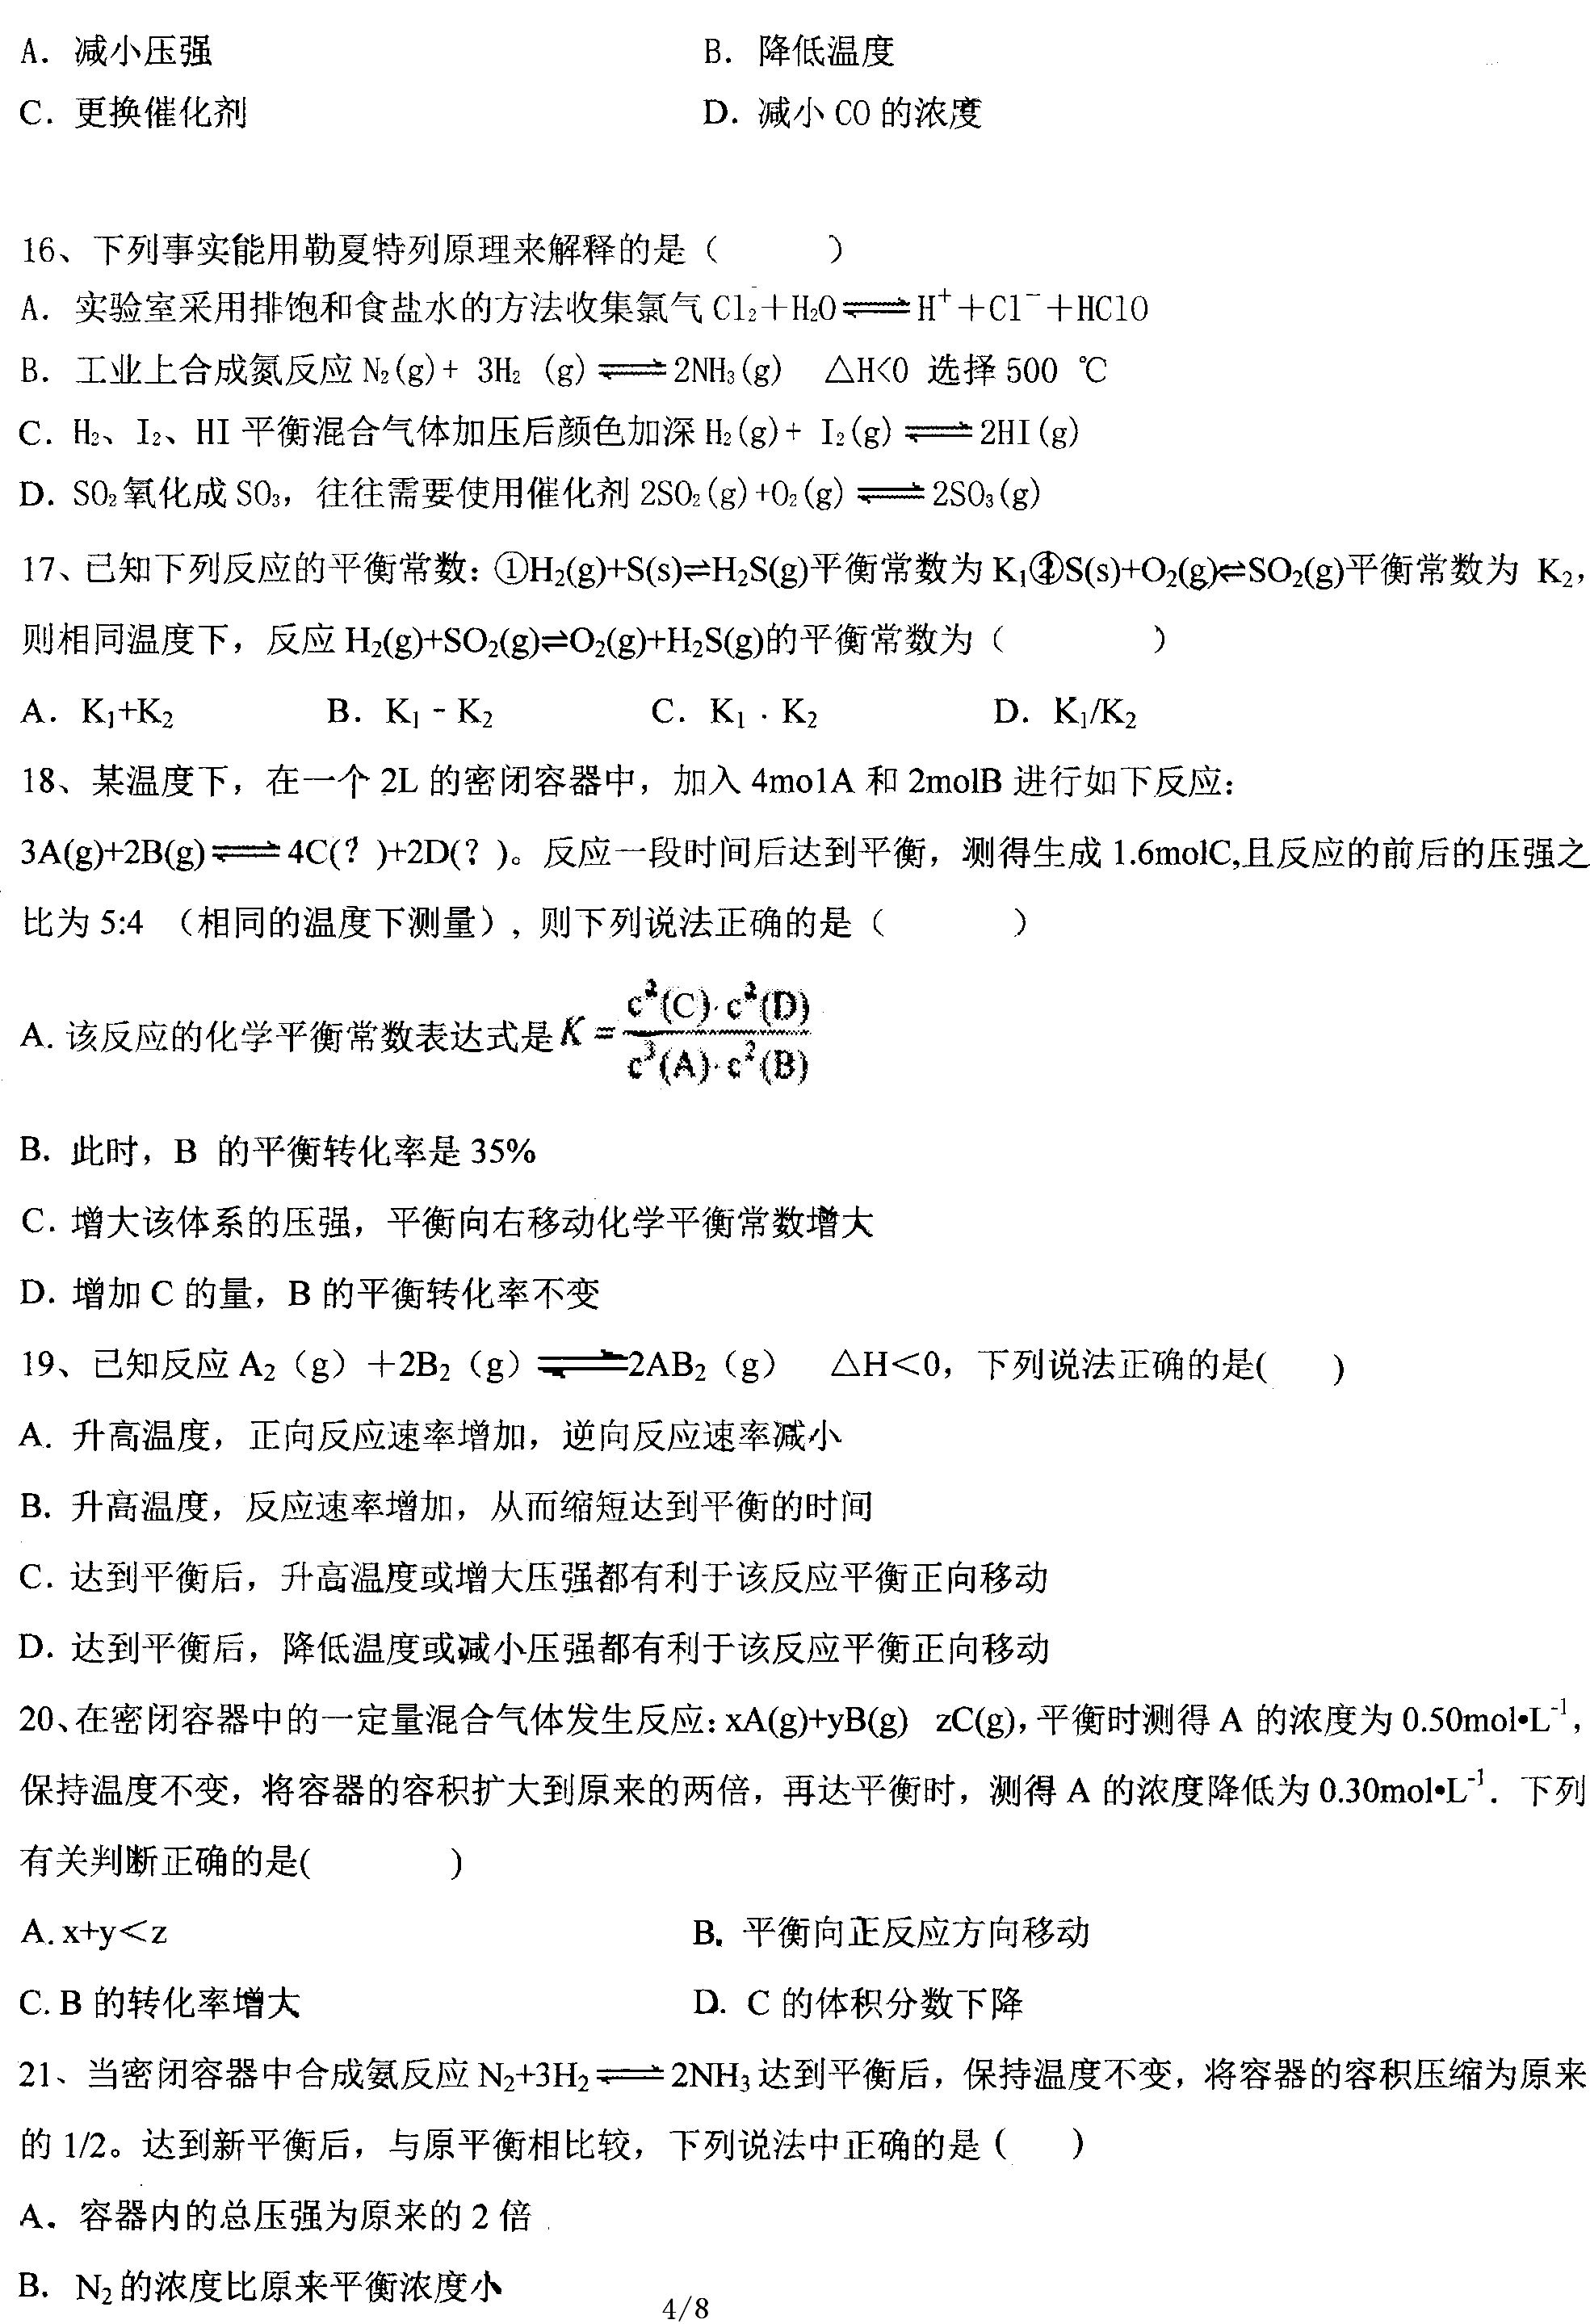 A. 减小压强 B. 降低温度
C. 更换催化剂 D. 减小 CO 的浓度
16、下列事实能用勒夏特列原理来解释的是（ ）
A. 实验室采用排饱和食盐水的方法收集氯气 Cl₂＋H₂O⇌H⁺＋Cl⁻＋HClO
B. 工业上合成氮反应 N₂(g)+ 3H₂ (g)⇌2NH₃(g) △H<0 选择 500 ℃
C. H₂、I₂、HI 平衡混合气体加压后颜色加深 H₂(g)+ I₂(g)⇌2HI(g)
D. SO₂氧化成 SO₃，往往需要使用催化剂 2SO₂(g)+O₂(g)⇌2SO₃(g)
17、已知下列反应的平衡常数：①H₂(g)+S(s)⇌H₂S(g)平衡常数为 K₁②S(s)+O₂(g)⇌SO₂(g)平衡常数为 K₂，
则相同温度下，反应 H₂(g)+SO₂(g)⇌O₂(g)+H₂S(g)的平衡常数为（ ）
A. K₁+K₂ B. K₁﹣K₂ C. K₁﹒K₂ D. K₁/K₂
18、某温度下，在一个 2L 的密闭容器中，加入 4molA 和 2molB 进行如下反应：
3A(g)+2B(g)⇌4C(？)+2D(？)。反应一段时间后达到平衡，测得生成 1.6molC,且反应的前后的压强之
比为 5:4 （相同的温度下测量），则下列说法正确的是（ ）
A. 该反应的化学平衡常数表达式是 K = c²(C)·c²(D) / c³(A)·c²(B)
B. 此时，B 的平衡转化率是 35%
C. 增大该体系的压强，平衡向右移动化学平衡常数增大
D. 增加 C 的量，B 的平衡转化率不变
19、已知反应 A₂（g）＋2B₂（g）⇌2AB₂（g） △H＜0，下列说法正确的是( )
A. 升高温度，正向反应速率增加，逆向反应速率减小
B. 升高温度，反应速率增加，从而缩短达到平衡的时间
C. 达到平衡后，升高温度或增大压强都有利于该反应平衡正向移动
D. 达到平衡后，降低温度或减小压强都有利于该反应平衡正向移动
20、在密闭容器中的一定量混合气体发生反应：xA(g)+yB(g) zC(g)，平衡时测得 A 的浓度为 0.50mol•L⁻¹，
保持温度不变，将容器的容积扩大到原来的两倍，再达平衡时，测得 A 的浓度降低为 0.30mol•L⁻¹．下列
有关判断正确的是( )
A. x+y＜z B. 平衡向正反应方向移动
C. B 的转化率增大 D. C 的体积分数下降
21、当密闭容器中合成氨反应 N₂+3H₂⇌2NH₃达到平衡后，保持温度不变，将容器的容积压缩为原来
的 1/2。达到新平衡后，与原平衡相比较，下列说法中正确的是 ( )
A. 容器内的总压强为原来的 2 倍
B. N₂的浓度比原来平衡浓度小
4/8